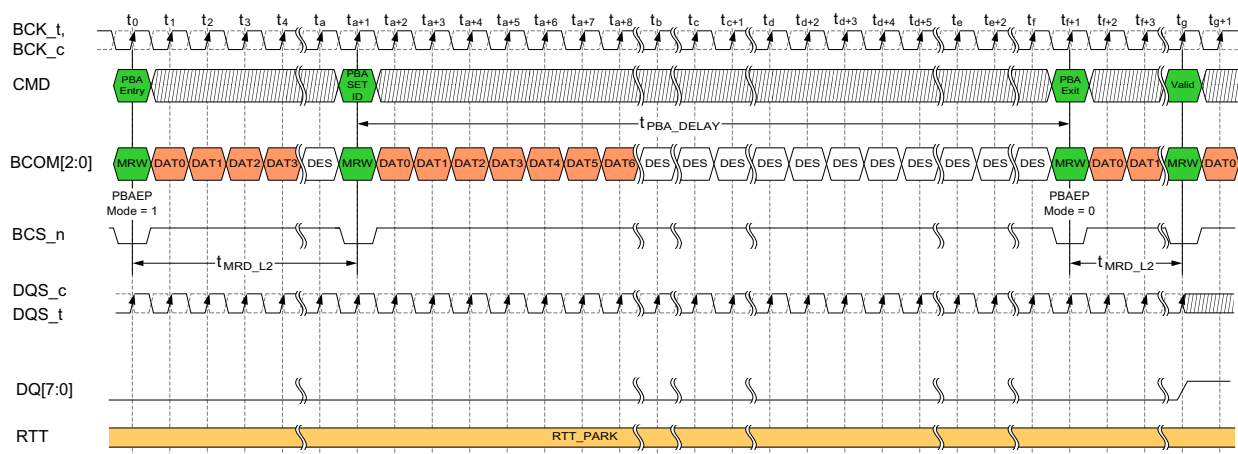 t0 t1 t2 t3 t4 ta ta+1 ta+2 ta+3 ta+4 ta+5 ta+6 ta+7 ta+8 tb tc tc+1 td td+2 td+3 td+4 td+5 te te+2 tf tf+1 tf+2 tf+3 tg tg+1
BCK_t,
BCK_c
CMD
PBA
Entry
PBA
SET
ID
PBA
Exit
Valid
tPBA_DELAY
BCOM[2:0] MRW DAT0 DAT1 DAT2 DAT3 DES MRW DAT0 DAT1 DAT2 DAT3 DAT4 DAT5 DAT6 DES DES DES DES DES DES DES DES DES DES MRW DAT0 DAT1 MRW DAT0
PBAEP
Mode = 1
PBAEP
Mode = 0
BCS_n
tMRD_L2 tMRD_L2
DQS_c
DQS_t
DQ[7:0]
RTT RTT_PARK